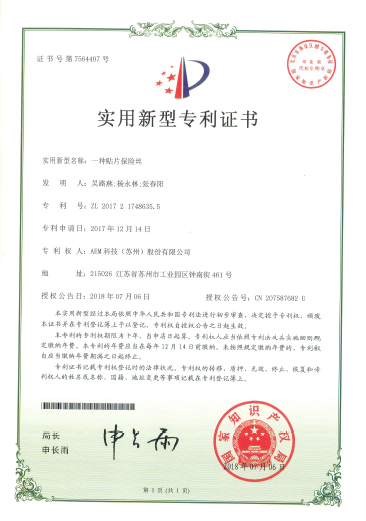 证书号第7564407号
实用新型专利证书
实用新型名称：一种贴片保险丝
发 明 人：吴路燕;杨永林;张春阳
专 利 号：ZL 2017 2 1748635.5
专利申请日：2017年12月14日
专 利 权 人：AEM科技（苏州）股份有限公司
地 址：215026 江苏省苏州市工业园区钟南街461号
授权公告日：2018年07月06日 授权公告号：CN 207587682 U
本实用新型经过本局依照中华人民共和国专利法进行初步审查，决定授予专利权，颁发
本证书并在专利登记簿上予以登记。专利权自授权公告之日起生效。
本专利的专利权期限为十年，自申请日起算。专利权人应当依照专利法及其实施细则规
定缴纳年费。本专利的年费应当在每年12月14日前缴纳。未按照规定缴纳年费的，专利权
自应当缴纳年费期满之日起终止。
专利证书记载专利权登记时的法律状况。专利权的转移、质押、无效、终止、恢复和专
利权人的姓名或名称、国籍、地址变更等事项记载在专利登记簿上。
局长
申长雨
申长雨
国家知识产权局
2018年07月06日
第 1 页（共 1 页）